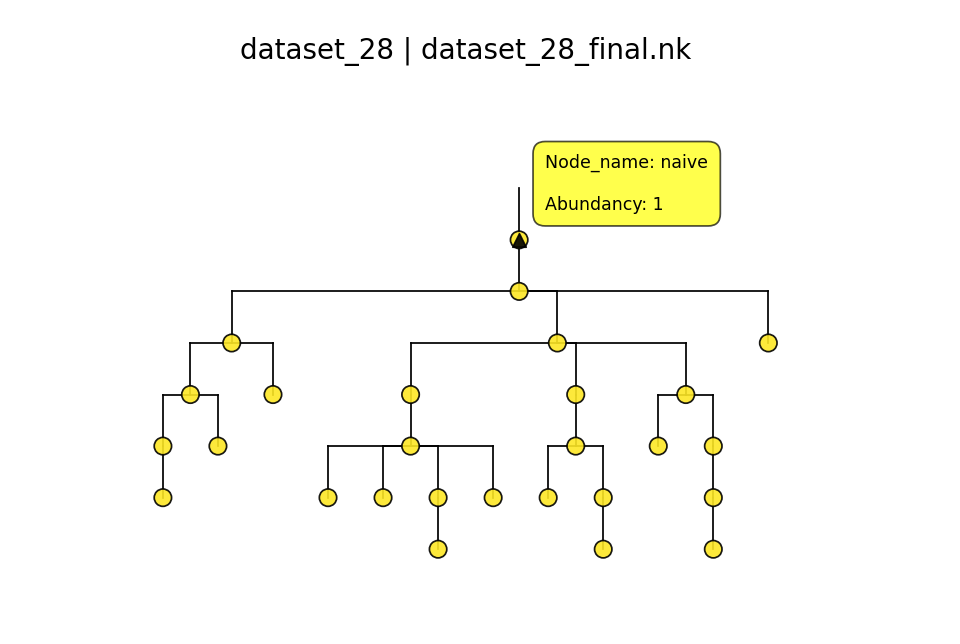 dataset_28 | dataset_28_final.nk
Node_name: naive
Abundancy: 1